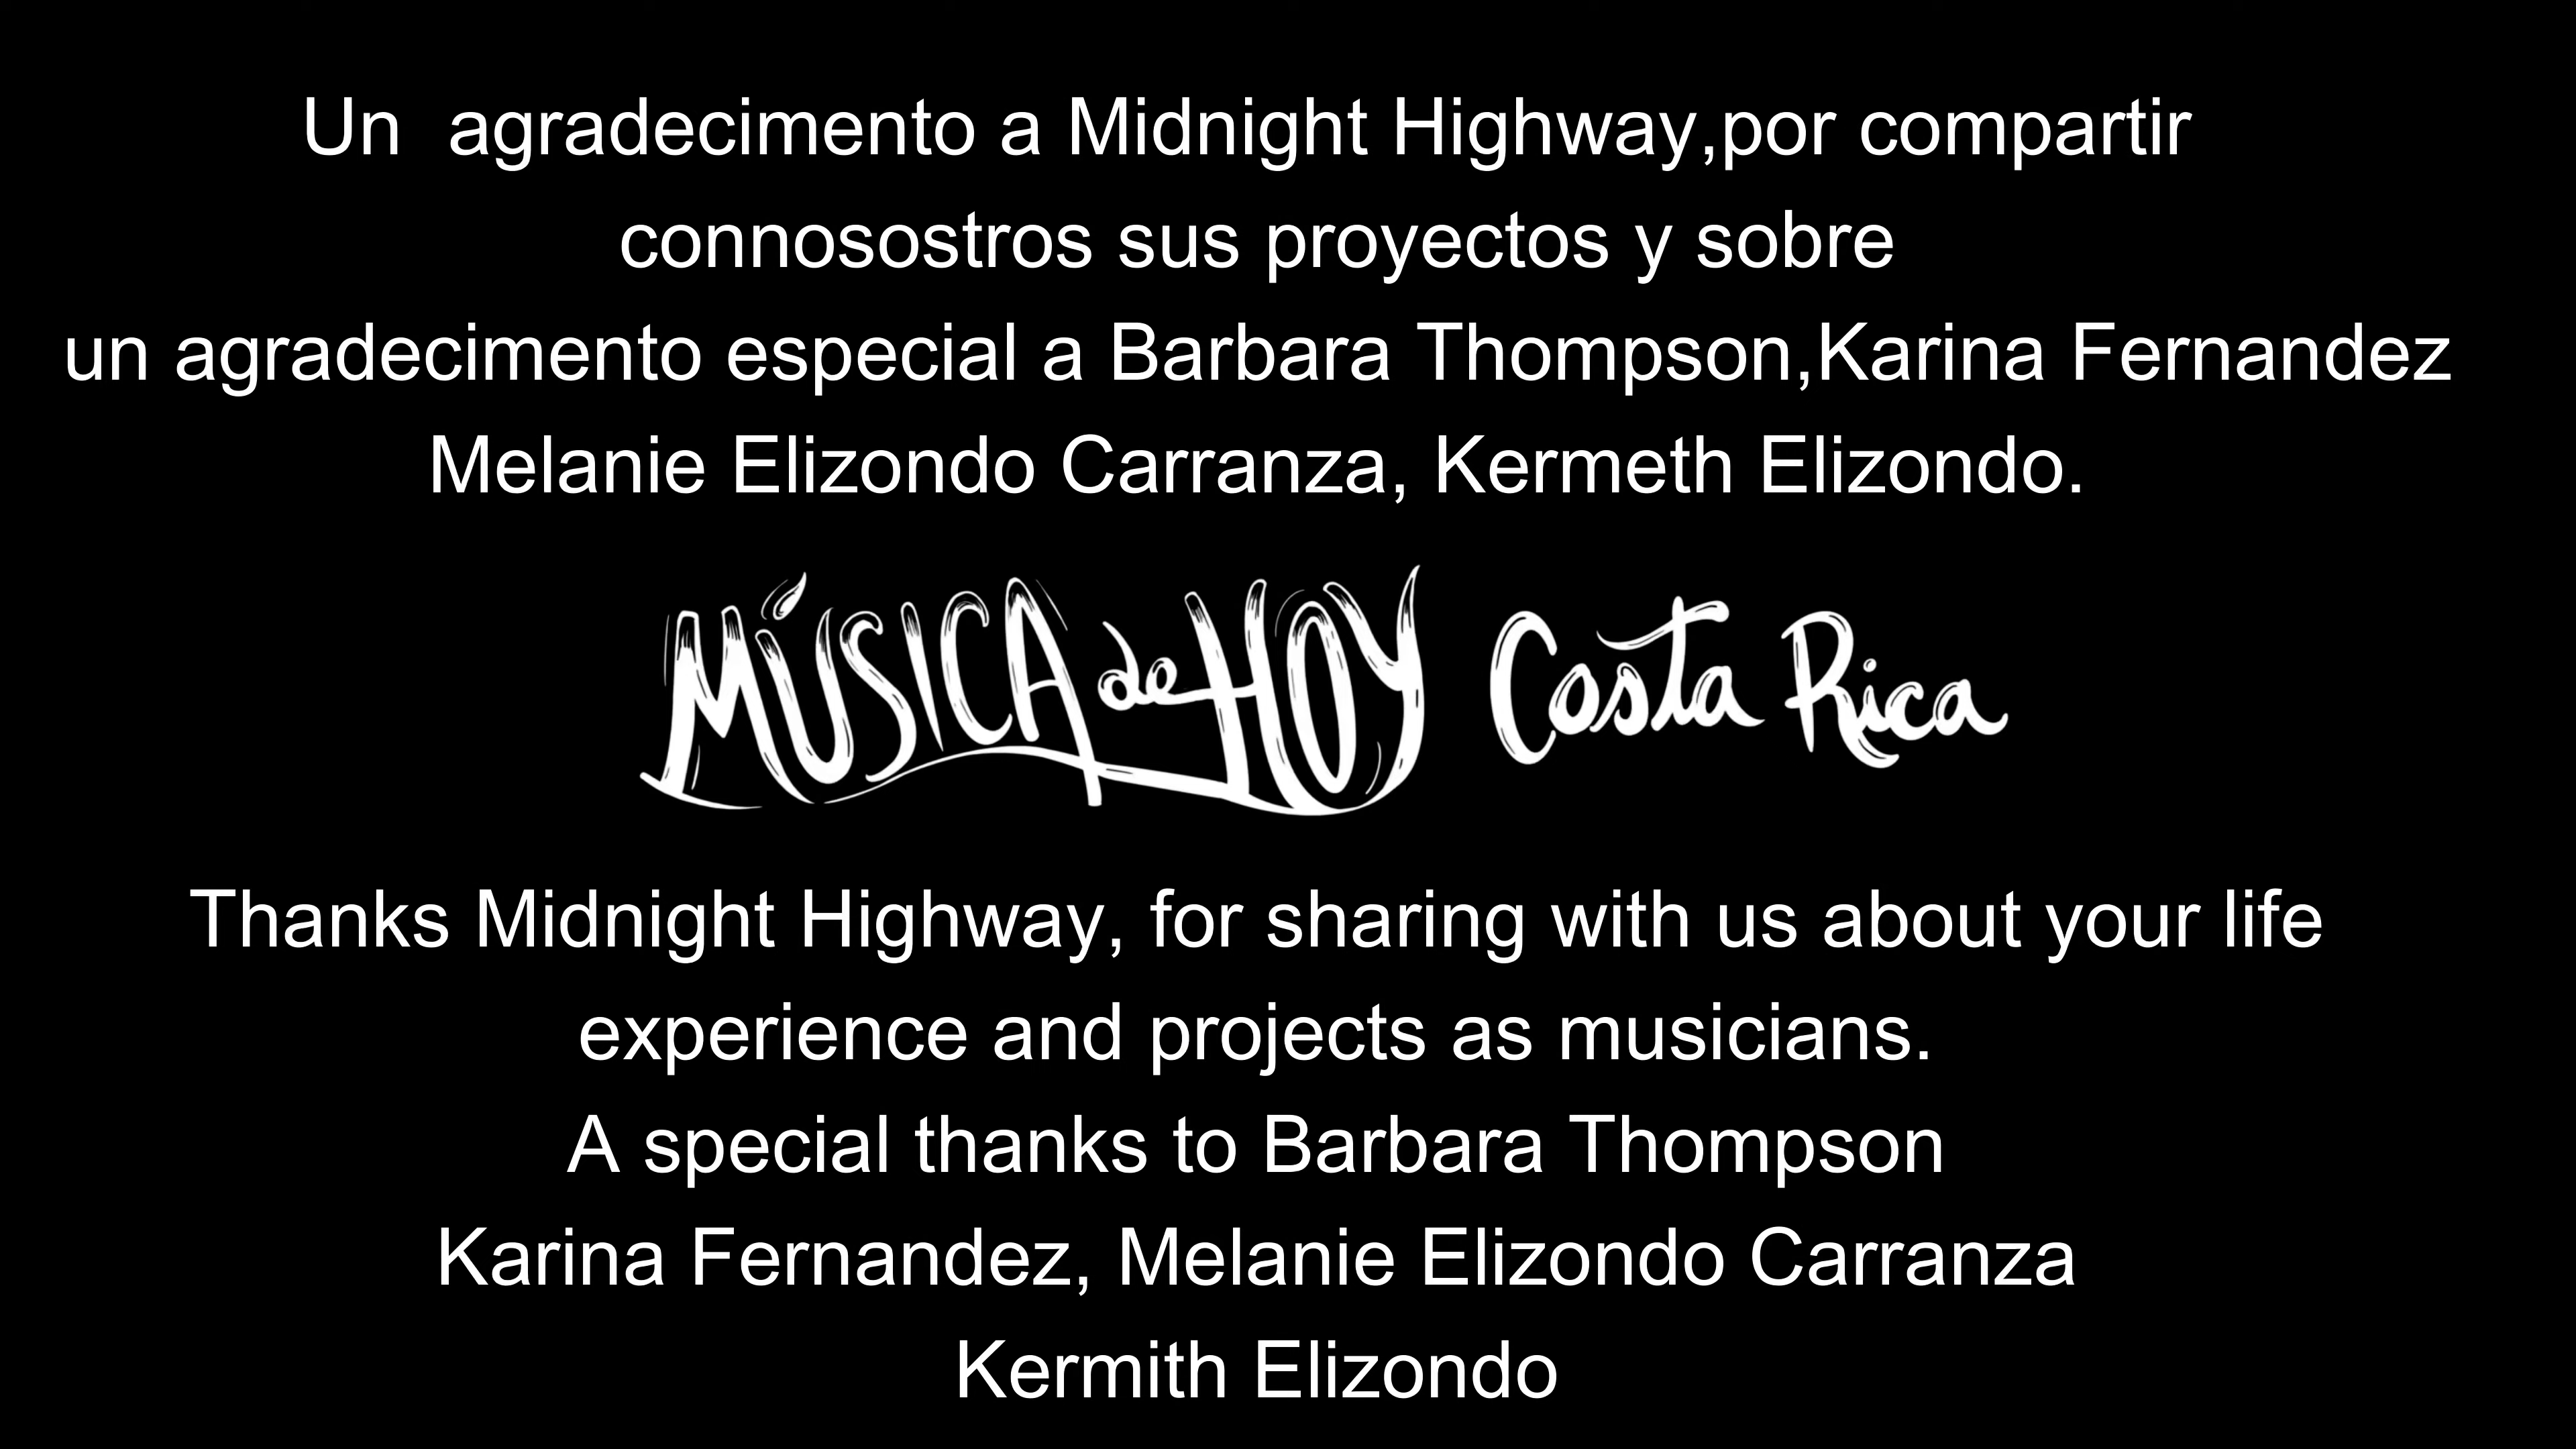 Un  agradecimento a Midnight Highway,por compartir
connosostros sus proyectos y sobre
un agradecimento especial a Barbara Thompson,Karina Fernandez
Melanie Elizondo Carranza, Kermeth Elizondo.
MÚSICA de HOY Costa Rica
Thanks Midnight Highway, for sharing with us about your life
experience and projects as musicians.
A special thanks to Barbara Thompson
Karina Fernandez, Melanie Elizondo Carranza
Kermith Elizondo